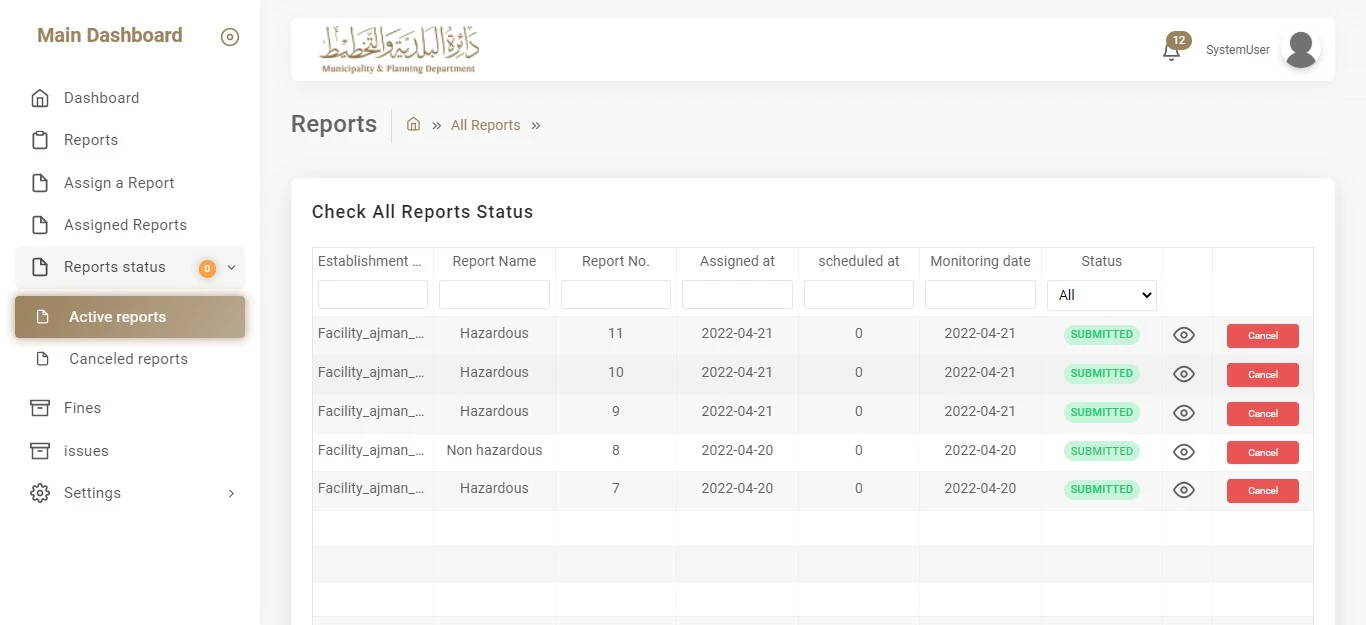 Main Dashboard
Dashboard
Reports
Assign a Report
Assigned Reports
Reports status 0
Active reports
Canceled reports
Fines
issues
Settings
دائرة البلدية والتخطيط
Municipality & Planning Department
12
SystemUser
Reports » All Reports »
Check All Reports Status
Establishment ... Report Name Report No. Assigned at scheduled at Monitoring date Status
All
Facility_ajman_... Hazardous 11 2022-04-21 0 2022-04-21 SUBMITTED Cancel
Facility_ajman_... Hazardous 10 2022-04-21 0 2022-04-21 SUBMITTED Cancel
Facility_ajman_... Hazardous 9 2022-04-21 0 2022-04-21 SUBMITTED Cancel
Facility_ajman_... Non hazardous 8 2022-04-20 0 2022-04-20 SUBMITTED Cancel
Facility_ajman_... Hazardous 7 2022-04-20 0 2022-04-20 SUBMITTED Cancel